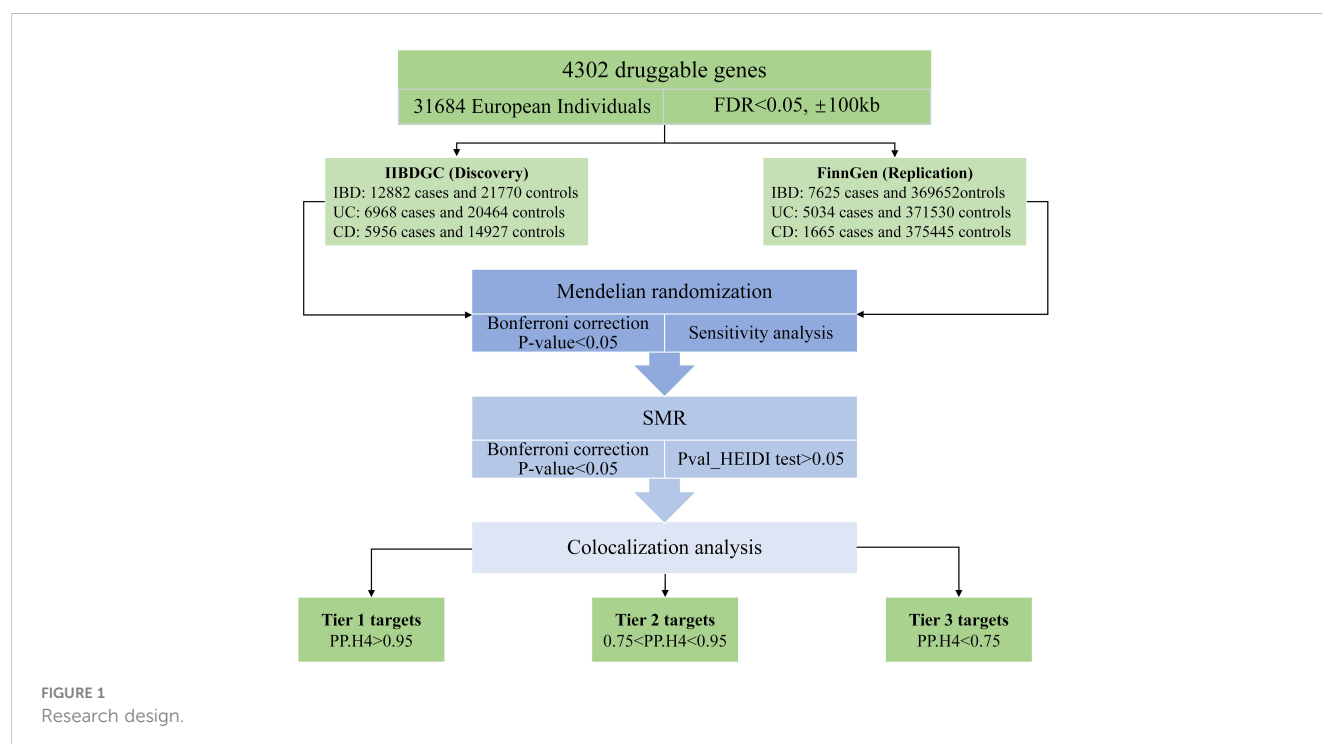 4302 druggable genes
31684 European Individuals
FDR<0.05, ±100kb
IIBDGC (Discovery)
IBD: 12882 cases and 21770 controls
UC: 6968 cases and 20464 controls
CD: 5956 cases and 14927 controls
FinnGen (Replication)
IBD: 7625 cases and 369652ontrols
UC: 5034 cases and 371530 controls
CD: 1665 cases and 375445 controls
Mendelian randomization
Bonferroni correction
P-value<0.05
Sensitivity analysis
SMR
Bonferroni correction
P-value<0.05
Pval_HEIDI test>0.05
Colocalization analysis
Tier 1 targets
PP.H4>0.95
Tier 2 targets
0.75<PP.H4<0.95
Tier 3 targets
PP.H4<0.75
FIGURE 1
Research design.